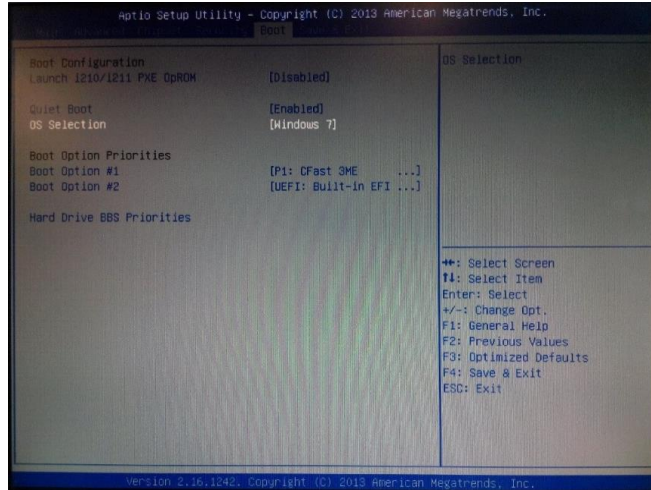 Aptio Setup Utility - Copyright (C) 2013 American Megatrends, Inc.
Main Advanced Boot
Boot Configuration
Launch i210/i211 PXE OpROM [Disabled]
Quiet Boot [Enabled]
OS Selection [Windows 7]
Boot Option Priorities
Boot Option #1 [P1: CFast 3ME ...]
Boot Option #2 [UEFI: Built-in EFI ...]
Hard Drive BBS Priorities
OS Selection
→←: Select Screen
↑↓: Select Item
Enter: Select
+/-: Change Opt.
F1: General Help
F2: Previous Values
F3: Optimized Defaults
F4: Save & Exit
ESC: Exit
Version 2.16.1242. Copyright (C) 2013 American Megatrends, Inc.